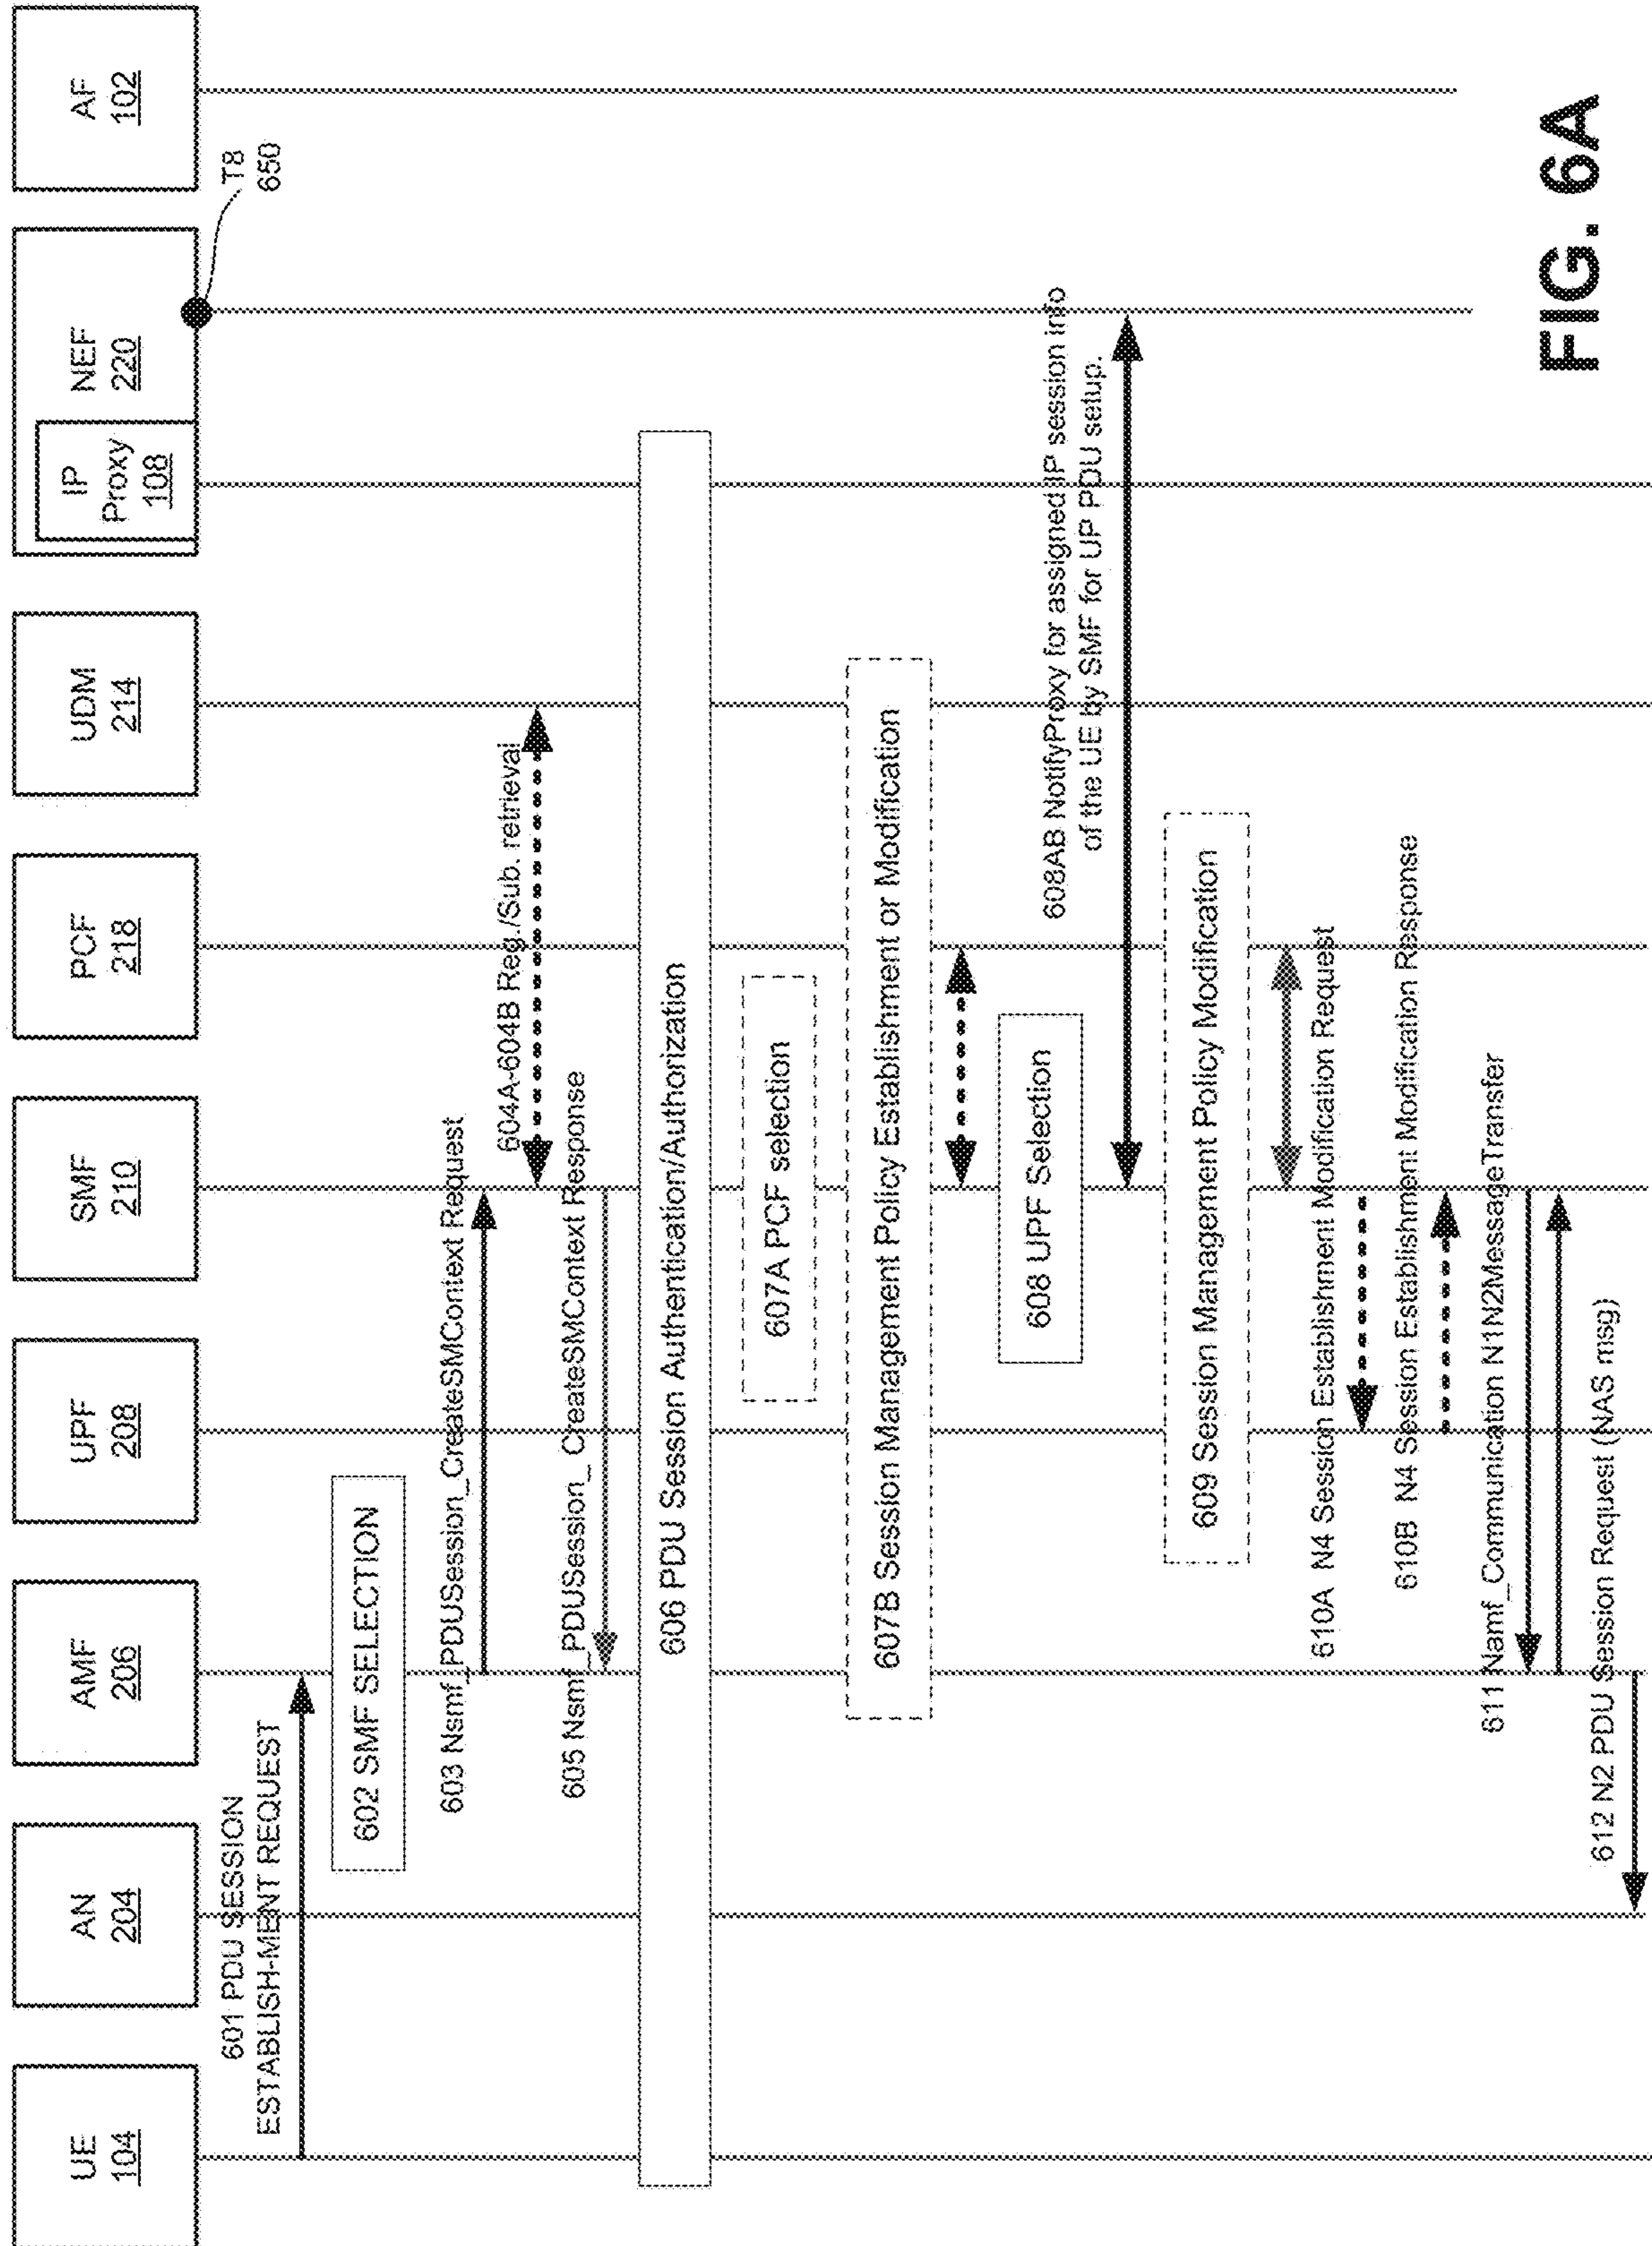 UE
104
AN
204
AMF
206
UPF
208
SMF
210
PCF
218
UDM
214
IP
Proxy
108
NEF
220
AF
102
T8
650
601 PDU SESSION
ESTABLISH-MENT REQUEST
602 SMF SELECTION
603 Nsmf_PDUSession_CreateSMContext Request
604A-604B Reg./Sub. retrieval
605 Nsmf_PDUSession_ CreateSMContext Response
606 PDU Session Authentication/Authorization
607A PCF selection
607B Session Management Policy Establishment or Modification
608 UPF Selection
608AB NotifyProxy for assigned IP session info
of the UE by SMF for UP PDU setup.
609 Session Management Policy Modification
610A N4 Session Establishment Modification Request
610B N4 Session Establishment Modification Response
611 Namf_Communication N1N2MessageTransfer
612 N2 PDU Session Request (NAS msg)
FIG. 6A